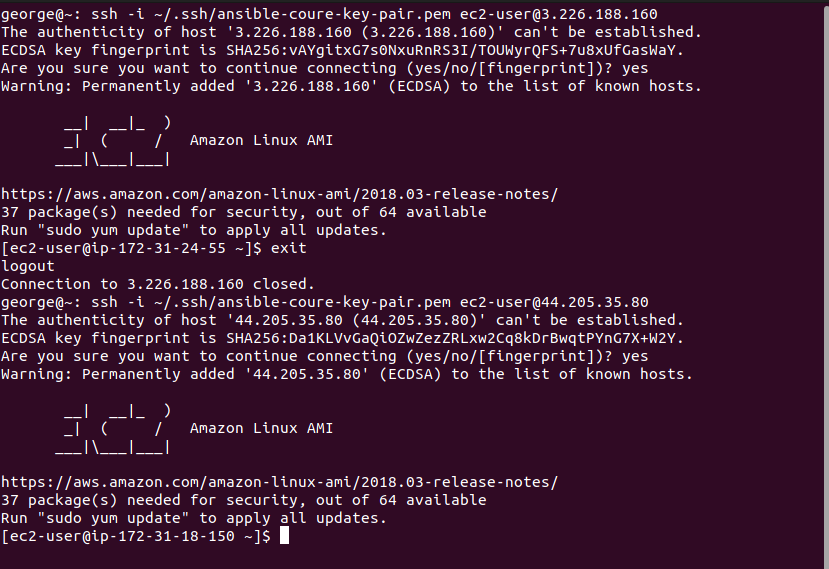 george@~: ssh -i ~/.ssh/ansible-coure-key-pair.pem ec2-user@3.226.188.160
The authenticity of host '3.226.188.160 (3.226.188.160)' can't be established.
ECDSA key fingerprint is SHA256:vAYgitxG7s0NxuRnRS3I/TOUWyrQFS+7u8xUfGasWaY.
Are you sure you want to continue connecting (yes/no/[fingerprint])? yes
Warning: Permanently added '3.226.188.160' (ECDSA) to the list of known hosts.

       __|  __|_  )
       _|  (     /   Amazon Linux AMI
      ___|\___|___|

https://aws.amazon.com/amazon-linux-ami/2018.03-release-notes/
37 package(s) needed for security, out of 64 available
Run "sudo yum update" to apply all updates.
[ec2-user@ip-172-31-24-55 ~]$ exit
logout
Connection to 3.226.188.160 closed.
george@~: ssh -i ~/.ssh/ansible-coure-key-pair.pem ec2-user@44.205.35.80
The authenticity of host '44.205.35.80 (44.205.35.80)' can't be established.
ECDSA key fingerprint is SHA256:Da1KLVvGaQiOZwZezZRLxw2Cq8kDrBwqtPYnG7X+W2Y.
Are you sure you want to continue connecting (yes/no/[fingerprint])? yes
Warning: Permanently added '44.205.35.80' (ECDSA) to the list of known hosts.

       __|  __|_  )
       _|  (     /   Amazon Linux AMI
      ___|\___|___|

https://aws.amazon.com/amazon-linux-ami/2018.03-release-notes/
37 package(s) needed for security, out of 64 available
Run "sudo yum update" to apply all updates.
[ec2-user@ip-172-31-18-150 ~]$